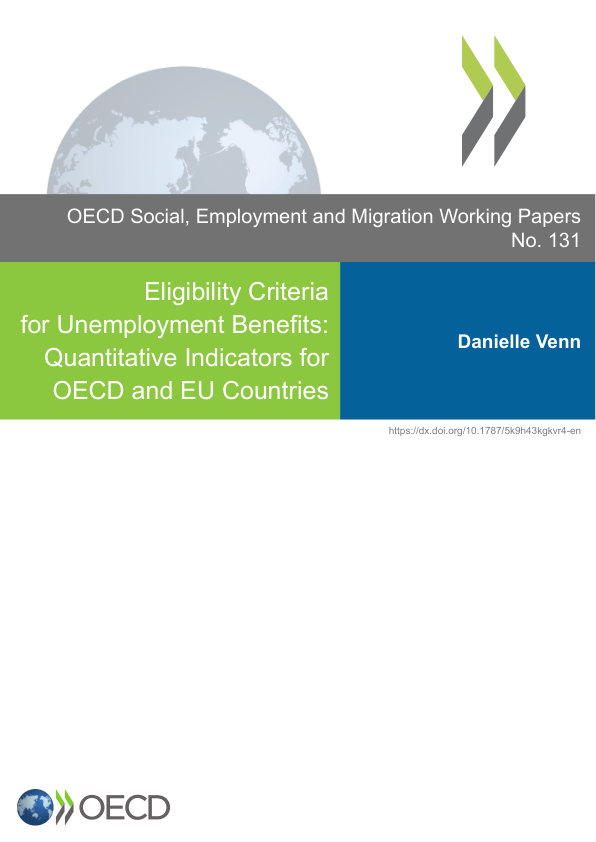 OECD Social, Employment and Migration Working Papers
No. 131
Eligibility Criteria
for Unemployment Benefits:
Quantitative Indicators for
OECD and EU Countries
Danielle Venn
https://dx.doi.org/10.1787/5k9h43kgkvr4-en
OECD